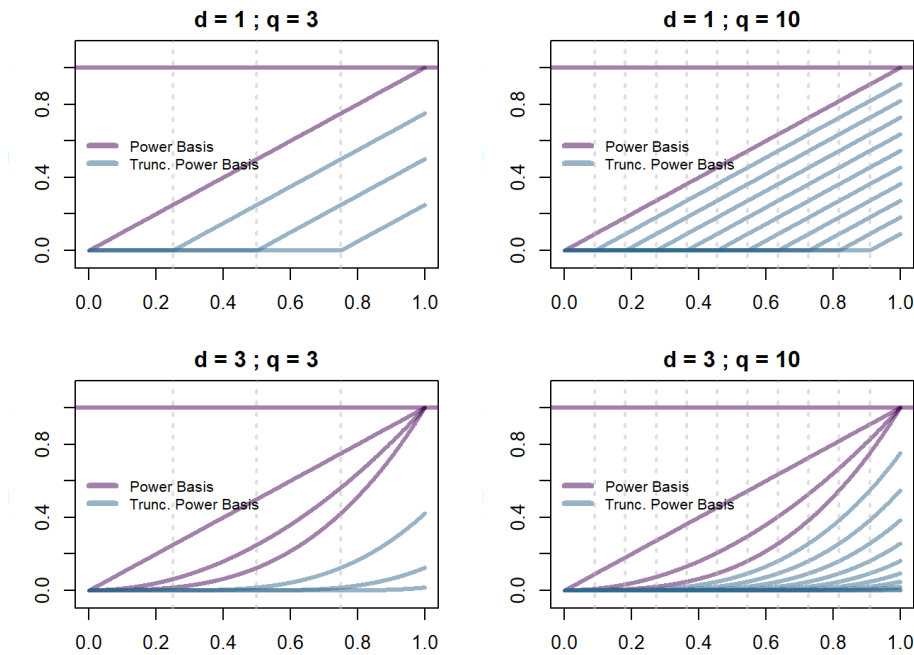 d = 1 ; q = 3
0.8
0.4
0.0
Power Basis
Trunc. Power Basis
0.0 0.2 0.4 0.6 0.8 1.0
d = 1 ; q = 10
0.8
0.4
0.0
Power Basis
Trunc. Power Basis
0.0 0.2 0.4 0.6 0.8 1.0
d = 3 ; q = 3
0.8
0.4
0.0
Power Basis
Trunc. Power Basis
0.0 0.2 0.4 0.6 0.8 1.0
d = 3 ; q = 10
0.8
0.4
0.0
Power Basis
Trunc. Power Basis
0.0 0.2 0.4 0.6 0.8 1.0